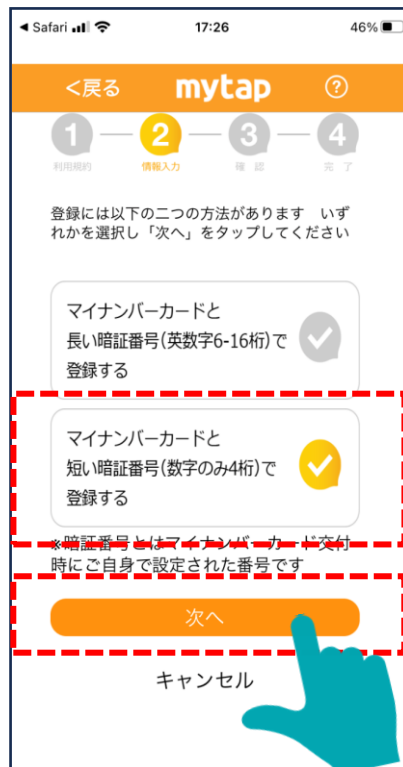 Safari 17:26 46%
<戻る mytap ?
1 2 3 4
利用規約 情報入力 確 認 完 了
登録には以下の二つの方法があります　いず
れかを選択し「次へ」をタップしてください
マイナンバーカードと
長い暗証番号(英数字6-16桁)で
登録する
マイナンバーカードと
短い暗証番号(数字のみ4桁)で
登録する
※暗証番号とはマイナンバーカード交付
時にご自身で設定された番号です
次へ
キャンセル